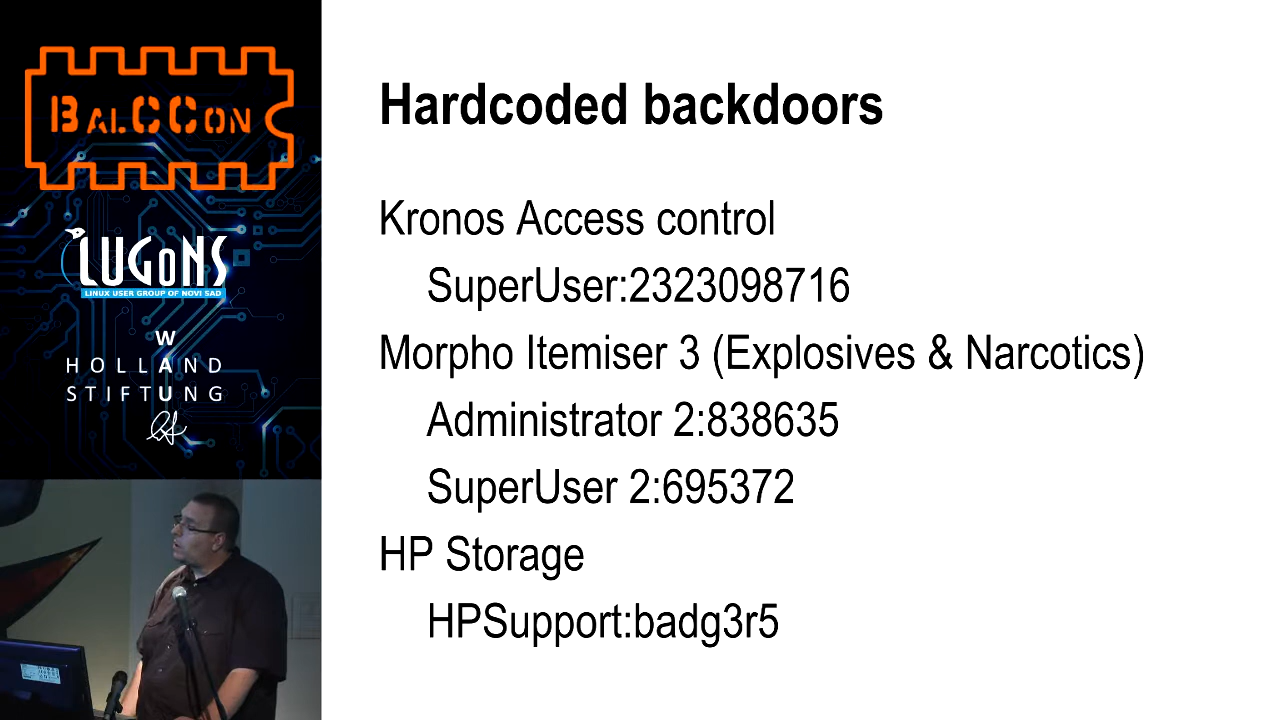 BALCCON
LUGONS
LINUX USER GROUP OF NOVI SAD
W
HOLLAND
STIFTUNG
Hardcoded backdoors
Kronos Access control
SuperUser:2323098716
Morpho Itemiser 3 (Explosives & Narcotics)
Administrator 2:838635
SuperUser 2:695372
HP Storage
HPSupport:badg3r5